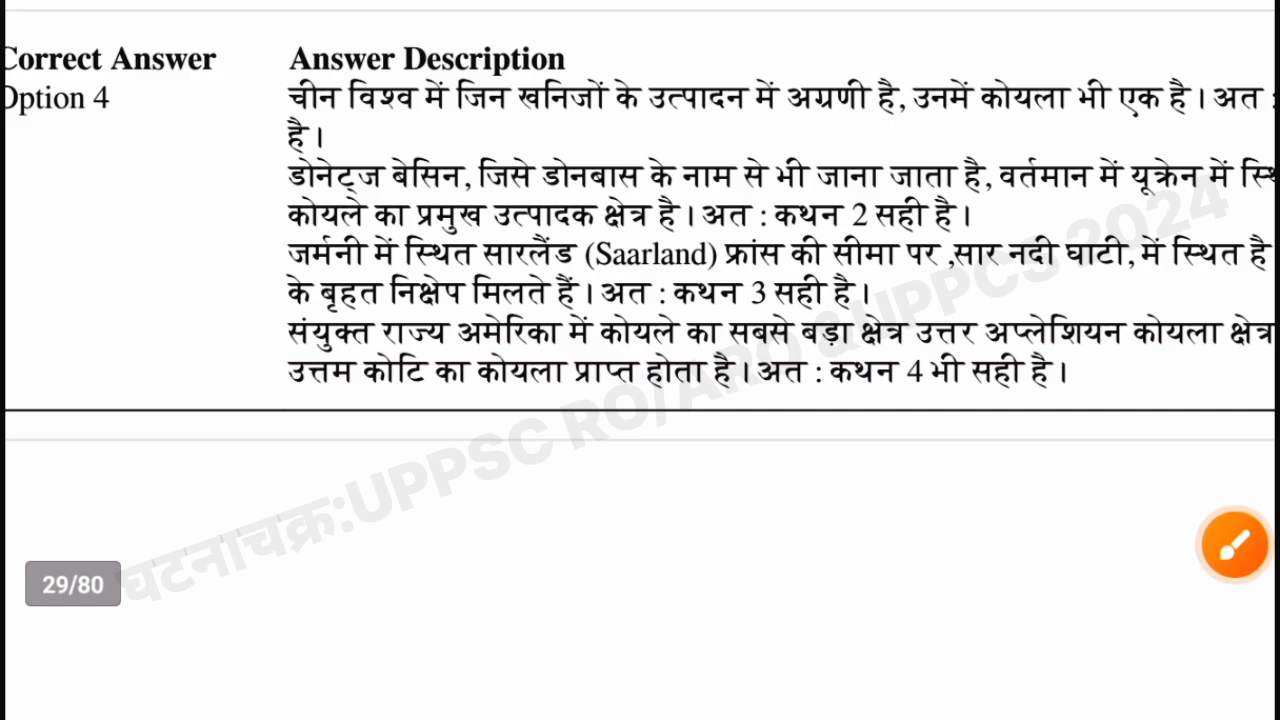 Correct Answer Answer Description
Option 4 चीन विश्व में जिन खनिजों के उत्पादन में अग्रणी है, उनमें कोयला भी एक है। अत :
है।
डोनेट्ज बेसिन, जिसे डोनबास के नाम से भी जाना जाता है, वर्तमान में यूक्रेन में
कोयले का प्रमुख उत्पादक क्षेत्र है। अत : कथन 2 सही है।
जर्मनी में स्थित सारलैंड (Saarland) फ्रांस की सीमा पर ,सार नदी घाटी, में स्थित है
के बृहत निक्षेप मिलते हैं। अत : कथन 3 सही है।
संयुक्त राज्य अमेरिका में कोयले का सबसे बड़ा क्षेत्र उत्तर अप्लेशियन कोयला क्षेत्र
उत्तम कोटि का कोयला प्राप्त होता है। अत : कथन 4 भी सही है।
घटनाचक्र:UPPSC RO/ARO &UPPCS 2024
29/80